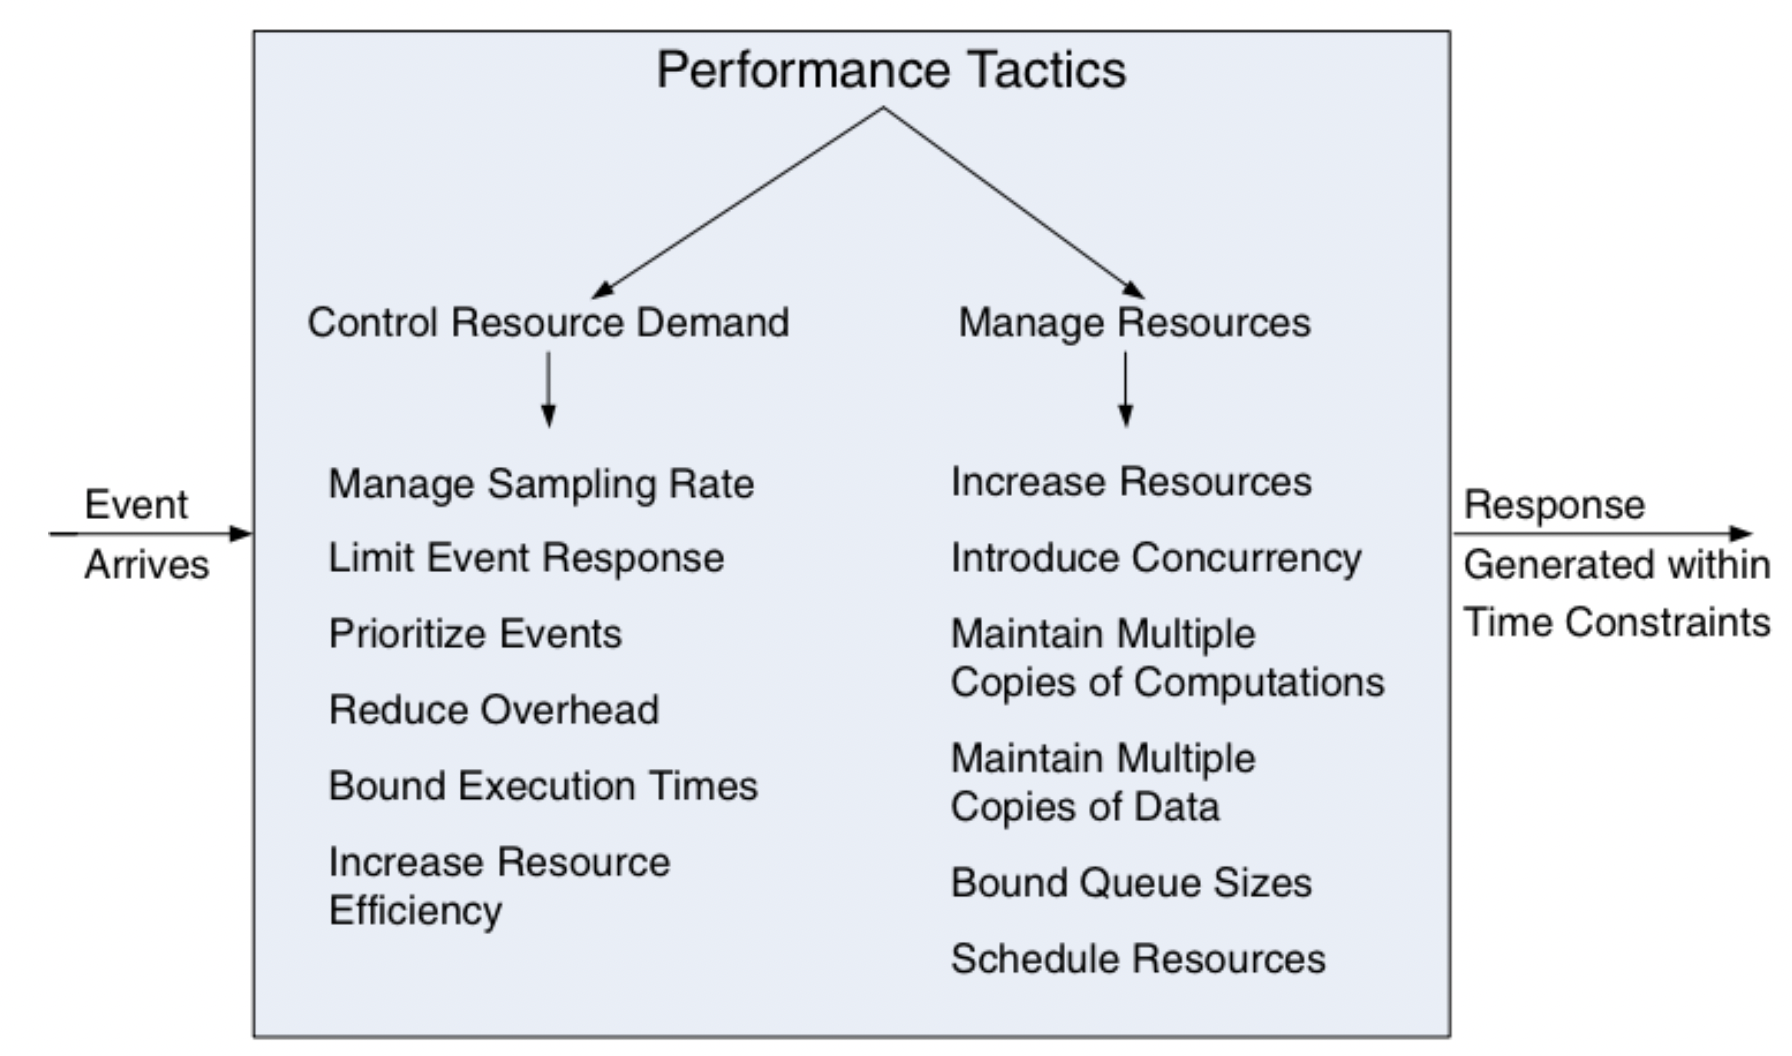 Performance Tactics
Control Resource Demand
Manage Resources
Event
Arrives
Manage Sampling Rate
Limit Event Response
Prioritize Events
Reduce Overhead
Bound Execution Times
Increase Resource
Efficiency
Increase Resources
Introduce Concurrency
Maintain Multiple
Copies of Computations
Maintain Multiple
Copies of Data
Bound Queue Sizes
Schedule Resources
Response
Generated within
Time Constraints